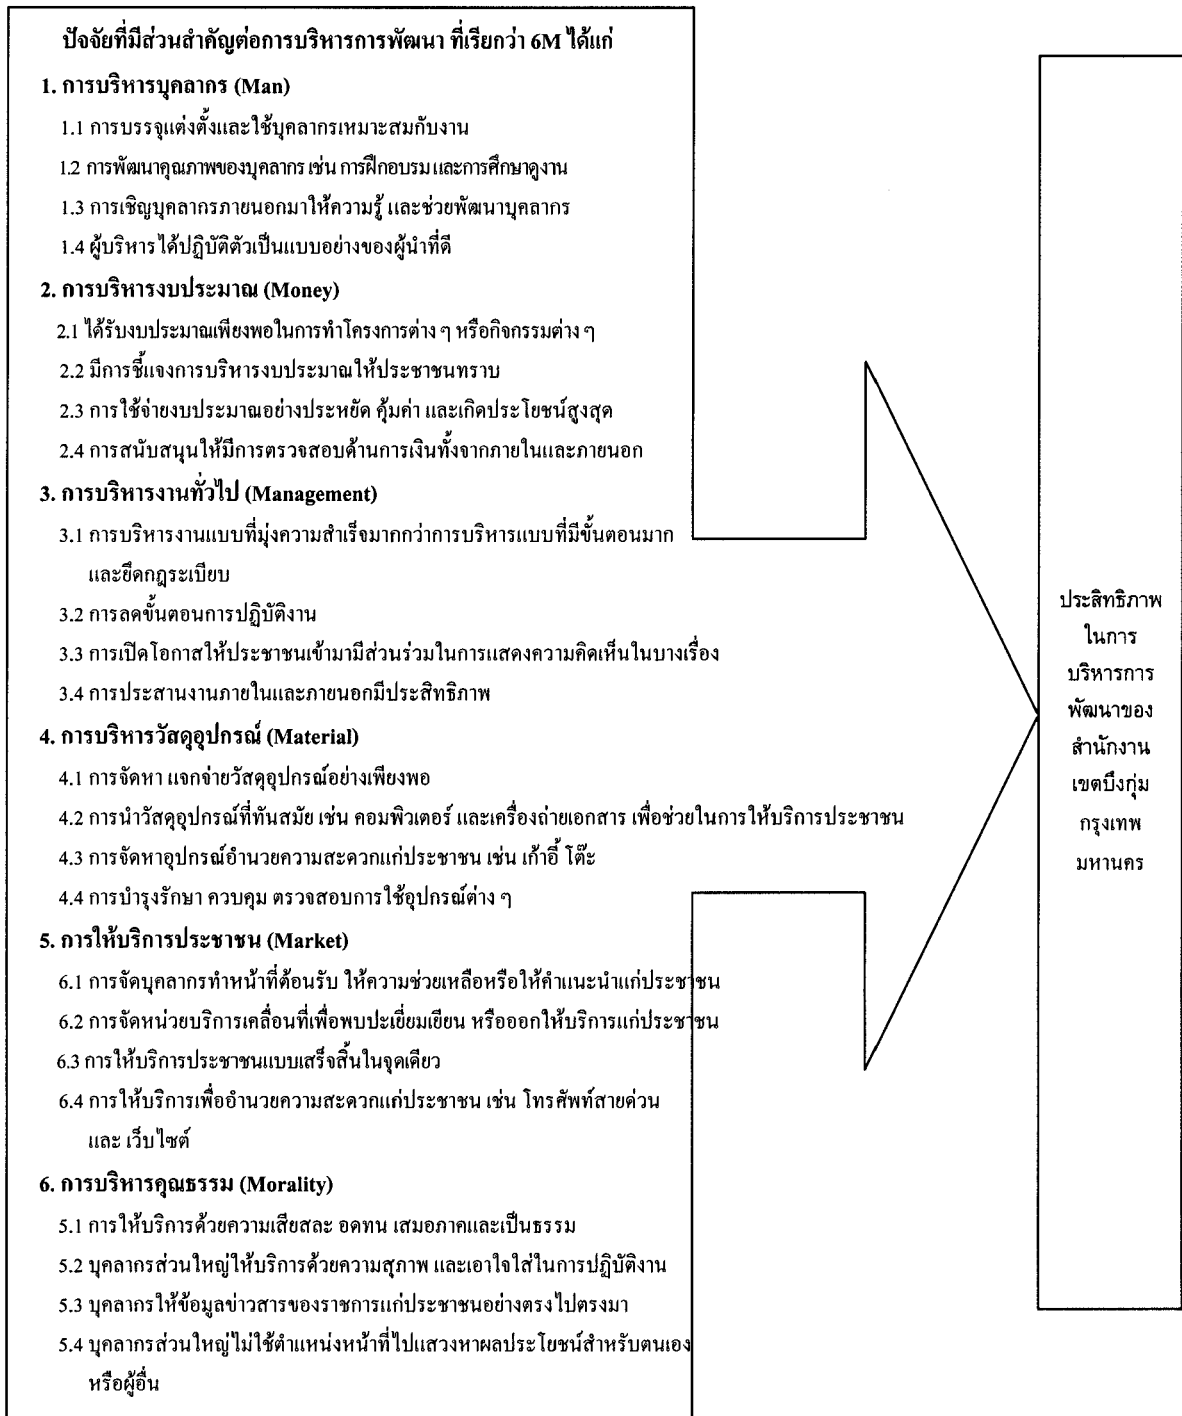 ปัจจัยที่มีส่วนสำคัญต่อการบริหารการพัฒนา ที่เรียกว่า 6M ได้แก่
1. การบริหารบุคลากร (Man)
1.1 การบรรจุแต่งตั้งและใช้บุคลากรเหมาะสมกับงาน
1.2 การพัฒนาคุณภาพของบุคลากร เช่น การฝึกอบรม และการศึกษาดูงาน
1.3 การเชิญบุคลากรภายนอกมาให้ความรู้ และช่วยพัฒนาบุคลากร
1.4 ผู้บริหารได้ปฏิบัติตัวเป็นแบบอย่างของผู้นำที่ดี
2. การบริหารงบประมาณ (Money)
2.1 ได้รับงบประมาณเพียงพอในการทำโครงการต่าง ๆ หรือกิจกรรมต่าง ๆ
2.2 มีการชี้แจงการบริหารงบประมาณให้ประชาชนทราบ
2.3 การใช้จ่ายงบประมาณอย่างประหยัด คุ้มค่า และเกิดประโยชน์สูงสุด
2.4 การสนับสนุนให้มีการตรวจสอบด้านการเงินทั้งจากภายในและภายนอก
3. การบริหารงานทั่วไป (Management)
3.1 การบริหารงานแบบที่มุ่งความสำเร็จมากกว่าการบริหารแบบที่มีขั้นตอนมาก
และยึดกฎระเบียบ
3.2 การลดขั้นตอนการปฏิบัติงาน
3.3 การเปิดโอกาสให้ประชาชนเข้ามามีส่วนร่วมในการแสดงความคิดเห็นในบางเรื่อง
3.4 การประสานงานภายในและภายนอกมีประสิทธิภาพ
4. การบริหารวัสดุอุปกรณ์ (Material)
4.1 การจัดหา แจกจ่ายวัสดุอุปกรณ์อย่างเพียงพอ
4.2 การนำวัสดุอุปกรณ์ที่ทันสมัย เช่น คอมพิวเตอร์ และเครื่องถ่ายเอกสาร เพื่อช่วยในการให้บริการประชาชน
4.3 การจัดหาอุปกรณ์อำนวยความสะดวกแก่ประชาชน เช่น เก้าอี้ โต๊ะ
4.4 การบำรุงรักษา ควบคุม ตรวจสอบการใช้อุปกรณ์ต่าง ๆ
5. การให้บริการประชาชน (Market)
6.1 การจัดบุคลากรทำหน้าที่ต้อนรับ ให้ความช่วยเหลือหรือให้คำแนะนำแก่ประชาชน
6.2 การจัดหน่วยบริการเคลื่อนที่เพื่อพบปะเยี่ยมเยียน หรือออกให้บริการแก่ประชาชน
6.3 การให้บริการประชาชนแบบเสร็จสิ้นในจุดเดียว
6.4 การให้บริการเพื่ออำนวยความสะดวกแก่ประชาชน เช่น โทรศัพท์สายด่วน
และ เว็บไซต์
6. การบริหารคุณธรรม (Morality)
5.1 การให้บริการด้วยความเสียสละ อดทน เสมอภาคและเป็นธรรม
5.2 บุคลากรส่วนใหญ่ให้บริการด้วยความสุภาพ และเอาใจใส่ในการปฏิบัติงาน
5.3 บุคลากรให้ข้อมูลข่าวสารของราชการแก่ประชาชนอย่างตรงไปตรงมา
5.4 บุคลากรส่วนใหญ่ไม่ใช้ตำแหน่งหน้าที่ไปแสวงหาผลประโยชน์สำหรับตนเอง
หรือผู้อื่น
ประสิทธิภาพ
ในการ
บริหารการ
พัฒนาของ
สำนักงาน
เขตบึงกุ่ม
กรุงเทพ
มหานคร